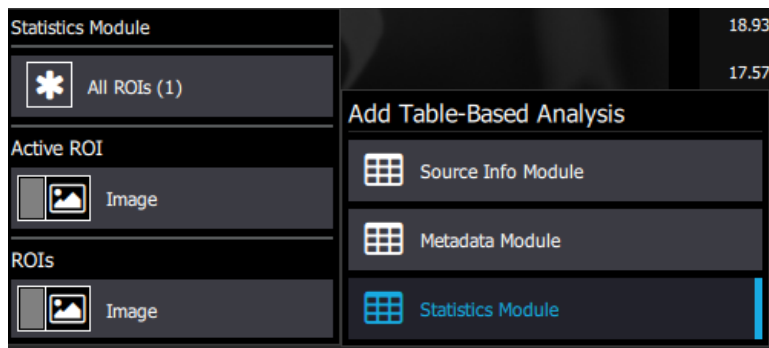 Statistics Module
All ROIs (1)
Active ROI
Image
ROIs
Image
18.93
17.57
Add Table-Based Analysis
Source Info Module
Metadata Module
Statistics Module